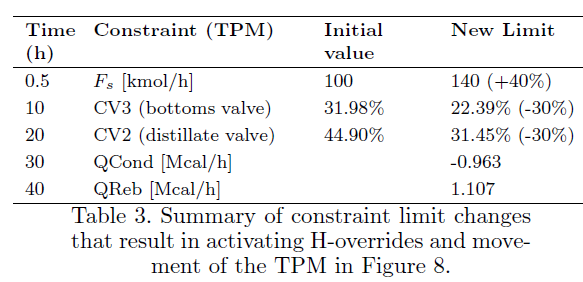 Time Constraint (TPM) Initial New Limit
(h) value
0.5 Fs [kmol/h] 100 140 (+40%)
10 CV3 (bottoms valve) 31.98% 22.39% (-30%)
20 CV2 (distillate valve) 44.90% 31.45% (-30%)
30 QCond [Mcal/h] -0.963
40 QReb [Mcal/h] 1.107
Table 3. Summary of constraint limit changes
that result in activating H-overrides and move-
ment of the TPM in Figure 8.